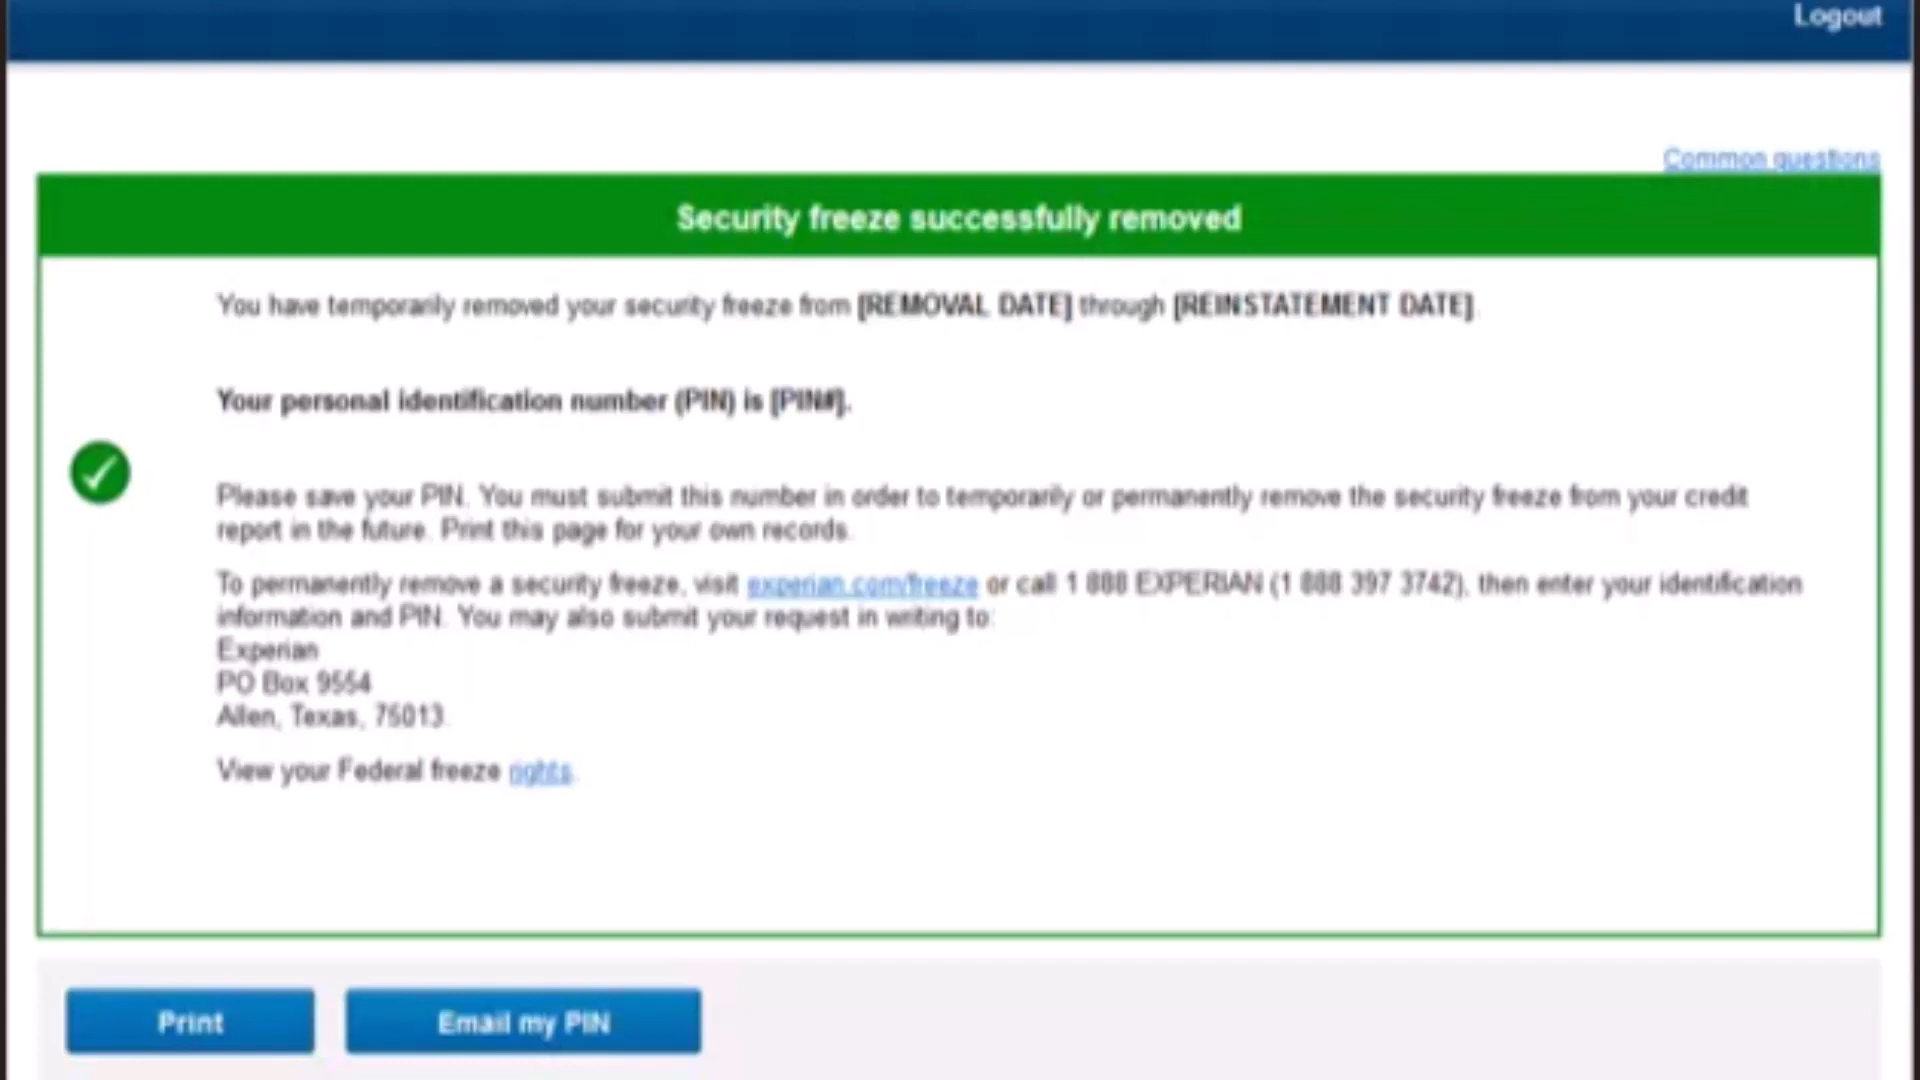 Logout
Common questions
Security freeze successfully removed
You have temporarily removed your security freeze from [REMOVAL DATE] through [REINSTATEMENT DATE].
Your personal identification number (PIN) is [PIN#].
Please save your PIN. You must submit this number in order to temporarily or permanently remove the security freeze from your credit
report in the future. Print this page for your own records.
To permanently remove a security freeze, visit experian.com/freeze or call 1 888 EXPERIAN (1 888 397 3742), then enter your identification
information and PIN. You may also submit your request in writing to:
Experian
PO Box 9554
Allen, Texas, 75013.
View your Federal freeze rights.
Print
Email my PIN